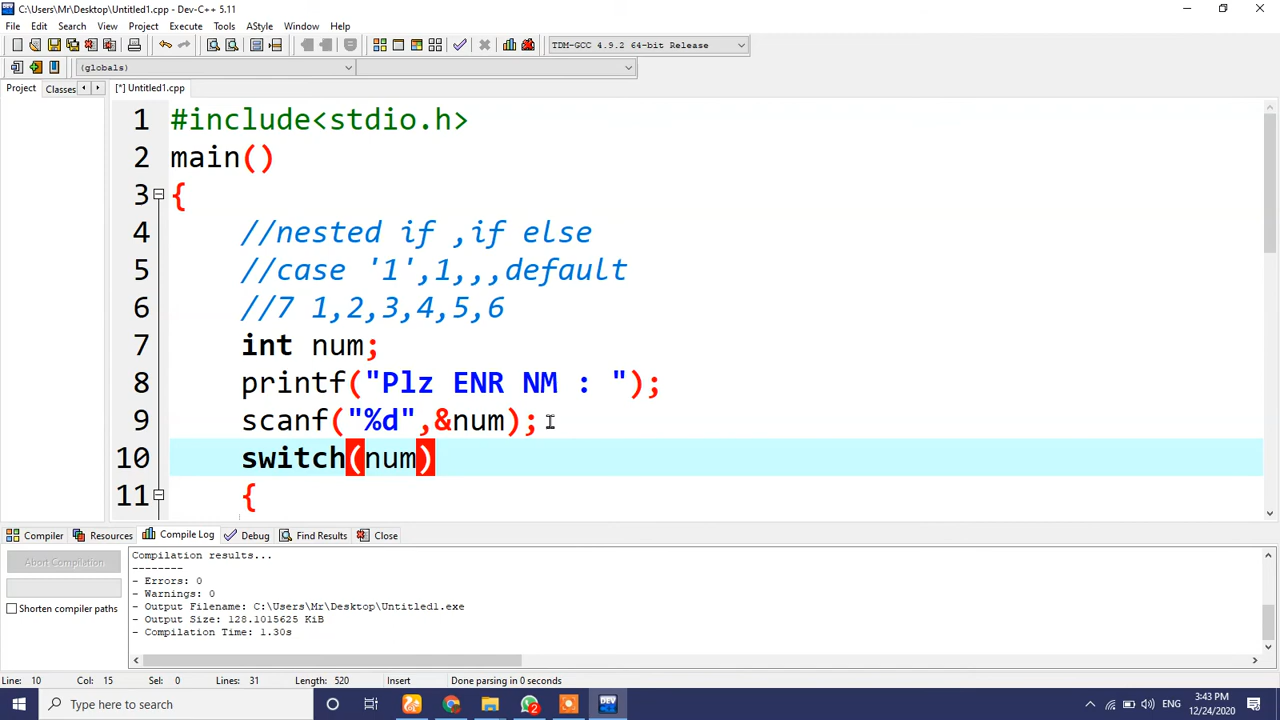 C:\Users\Mr\Desktop\Untitled1.cpp - Dev-C++ 5.11
File Edit Search View Project Execute Tools AStyle Window Help
TDM-GCC 4.9.2 64-bit Release
(globals)
Project Classes [*] Untitled1.cpp
1 #include<stdio.h>
2 main()
3 {
4 //nested if ,if else
5 //case '1',1,,,default
6 //7 1,2,3,4,5,6
7 int num;
8 printf("Plz ENR NM : ");
9 scanf("%d",&num);
10 switch(num)
11 {
Compiler Resources Compile Log Debug Find Results Close
Abort Compilation
Shorten compiler paths
Compilation results...
--------
- Errors: 0
- Warnings: 0
- Output Filename: C:\Users\Mr\Desktop\Untitled1.exe
- Output Size: 128.1015625 KiB
- Compilation Time: 1.30s
Line: 10 Col: 15 Sel: 0 Lines: 31 Length: 520 Insert Done parsing in 0 seconds
Type here to search
2
DEV
ENG
3:43 PM
12/24/2020